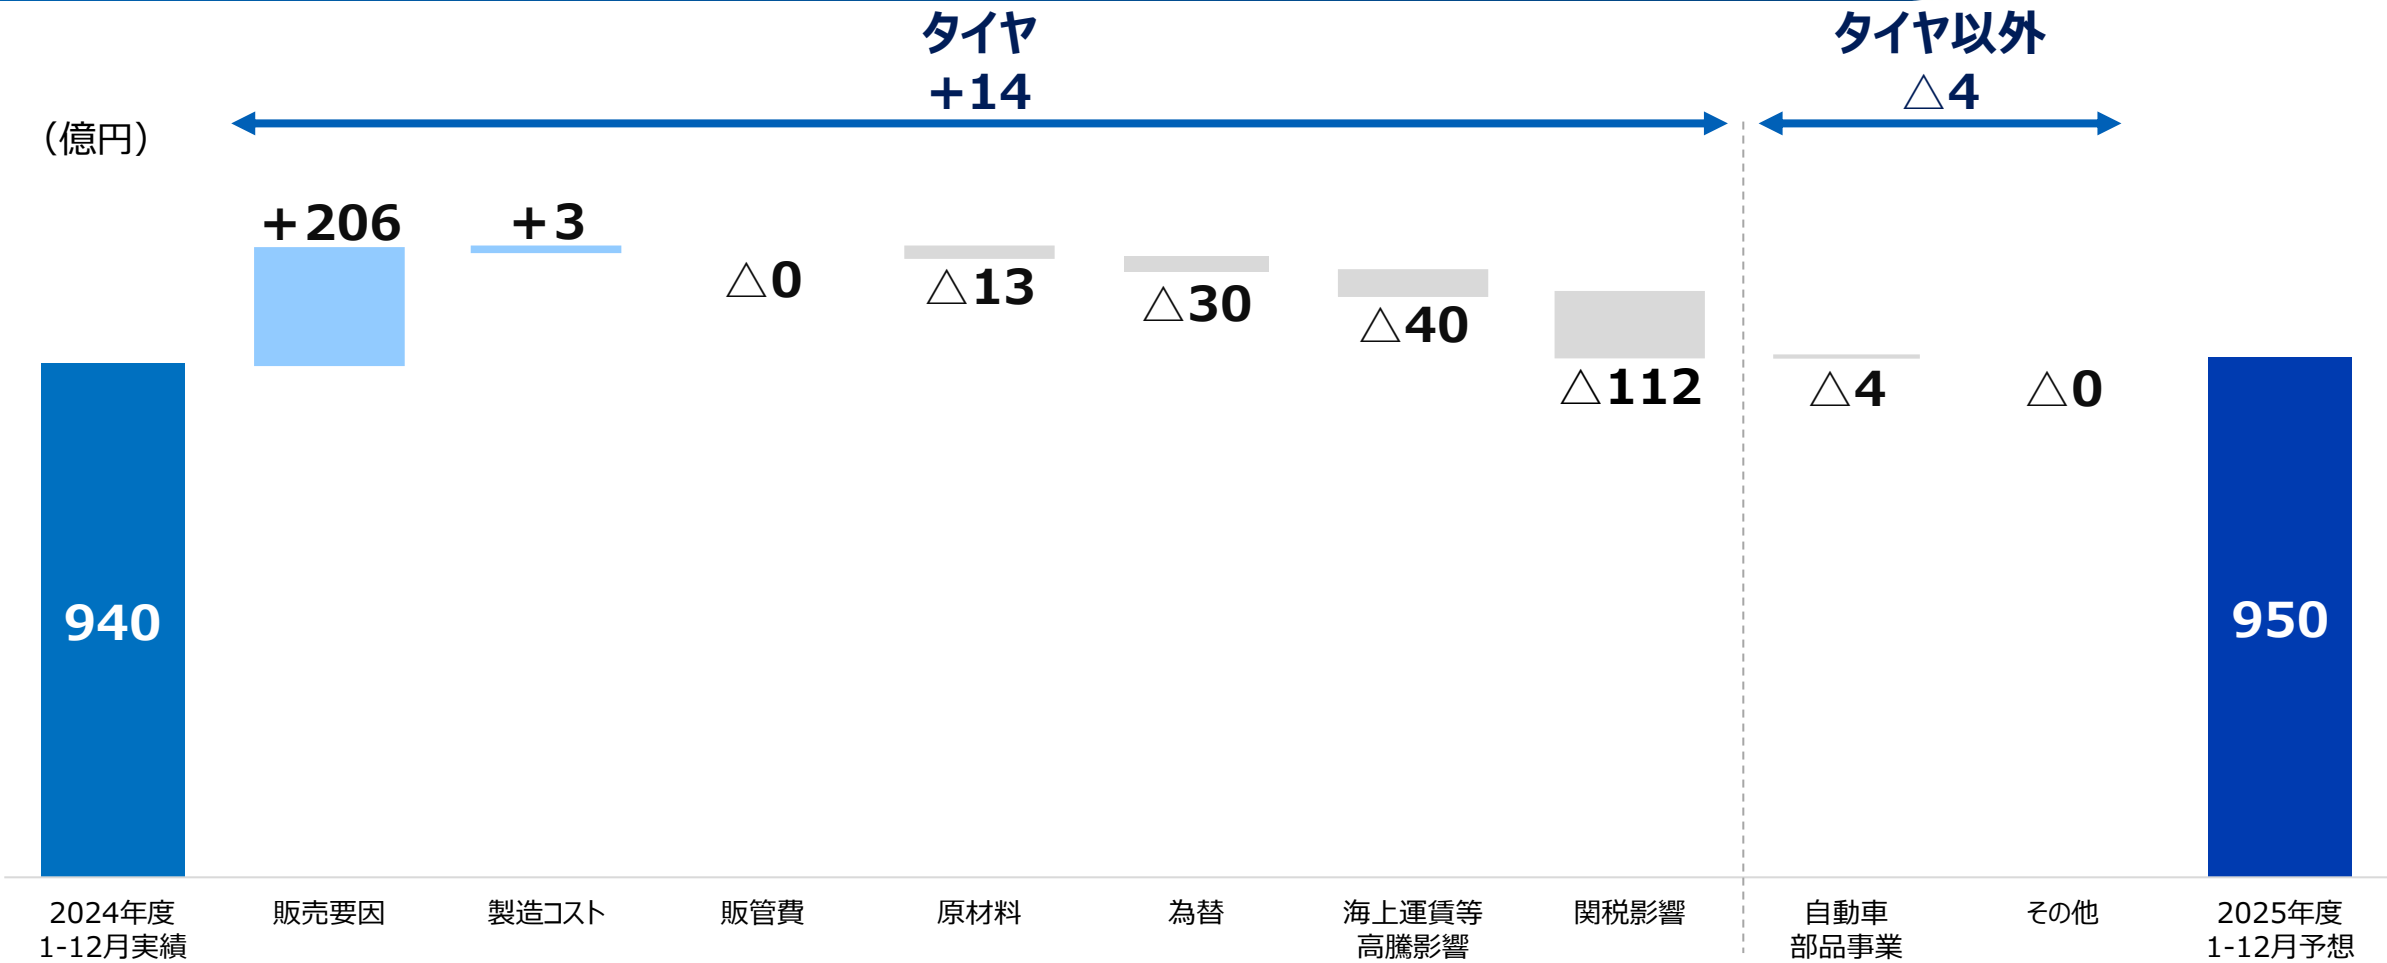 タイヤ
+14
タイヤ以外
△4
（億円）
+206
+3
△0
△13
△30
△40
△112
△4
△0
940
950
2024年度
1-12月実績
販売要因
製造コスト
販管費
原材料
為替
海上運賃等
高騰影響
関税影響
自動車
部品事業
その他
2025年度
1-12月予想